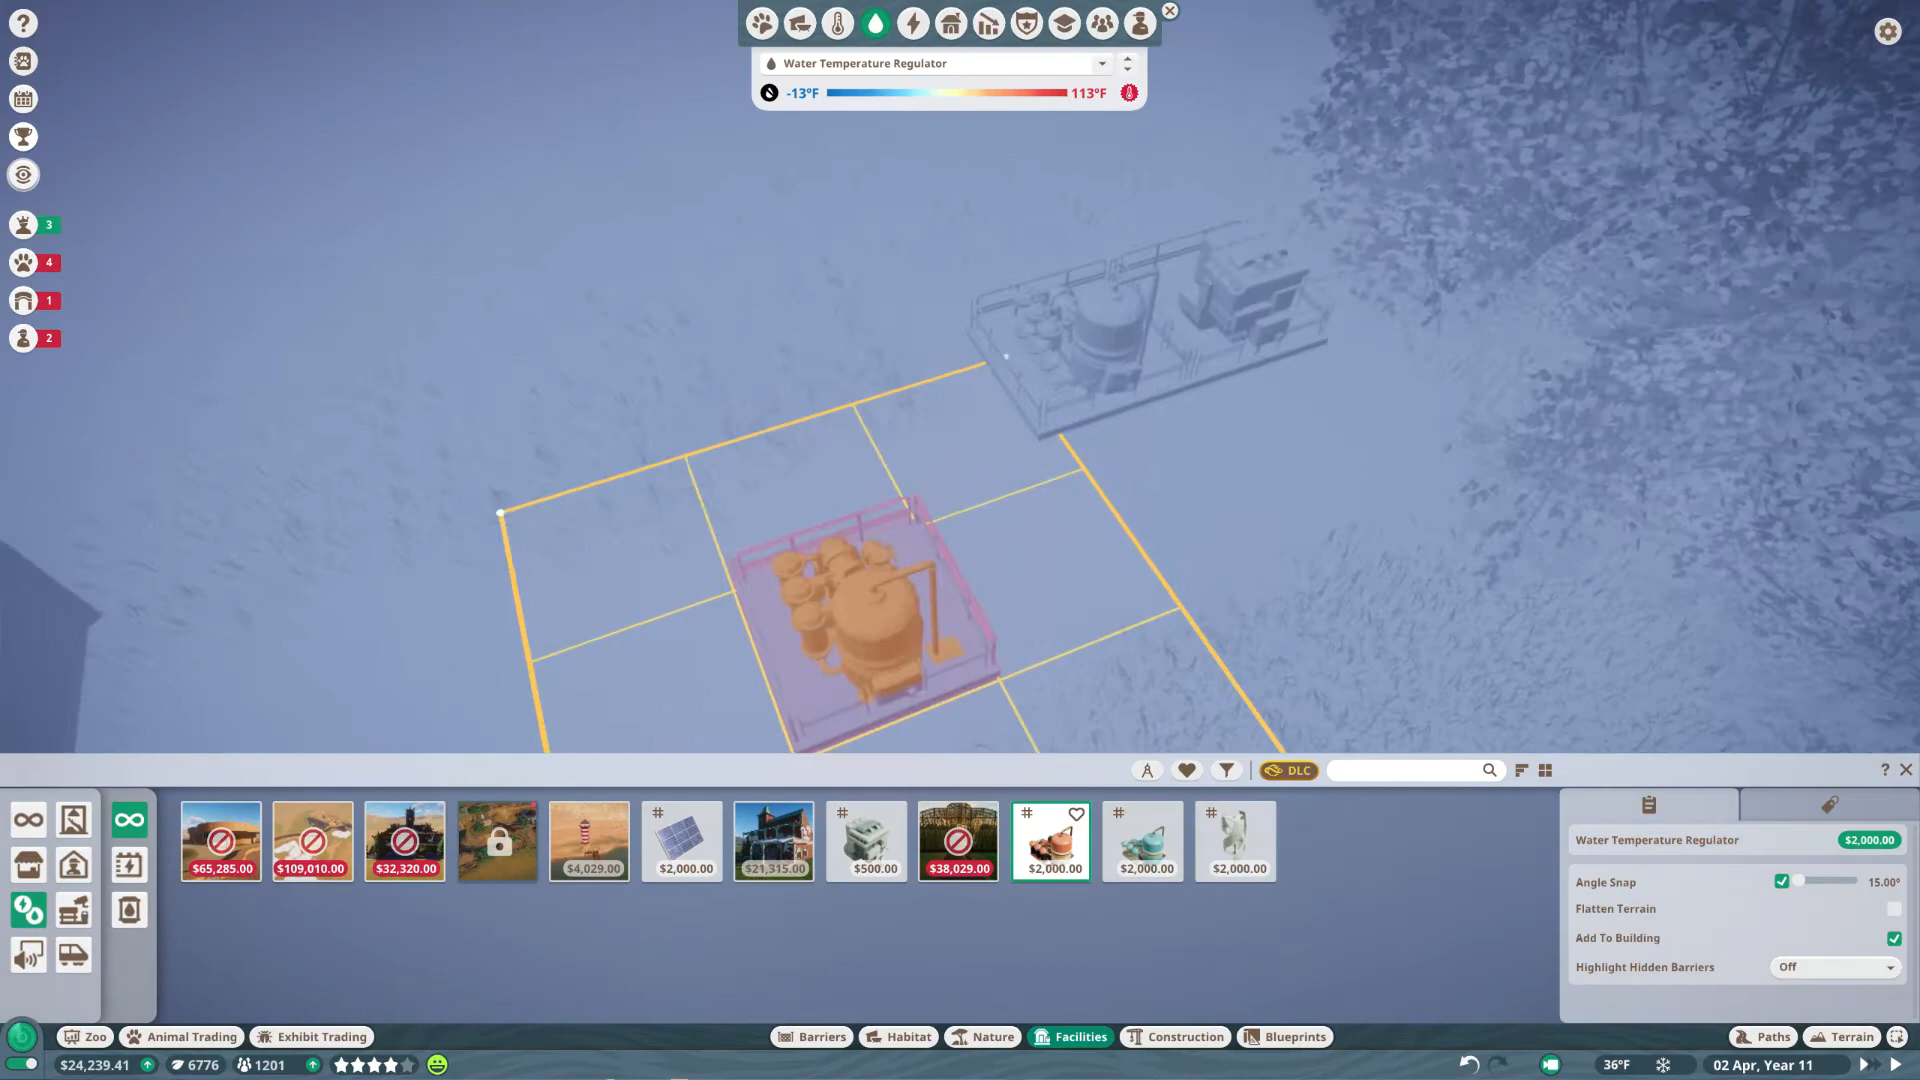 Water Temperature Regulator
-13°F 113°F
3
4
1
2
DLC
$65,285.00 $109,010.00 $32,320.00 $4,029.00 $2,000.00 $21,315.00 $500.00 $38,029.00 $2,000.00 $2,000.00 $2,000.00
Water Temperature Regulator $2,000.00
Angle Snap 15.00°
Flatten Terrain
Add To Building
Highlight Hidden Barriers Off
Zoo Animal Trading Exhibit Trading Barriers Habitat Nature Facilities Construction Blueprints Paths Terrain
$24,239.41 6776 1201 36°F 02 Apr, Year 11